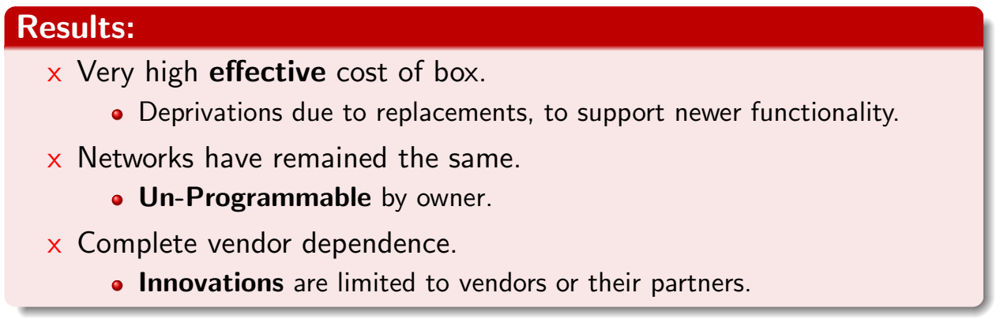 Results:
x Very high effective cost of box.
Deprivations due to replacements, to support newer functionality.
x Networks have remained the same.
Un-Programmable by owner.
x Complete vendor dependence.
Innovations are limited to vendors or their partners.